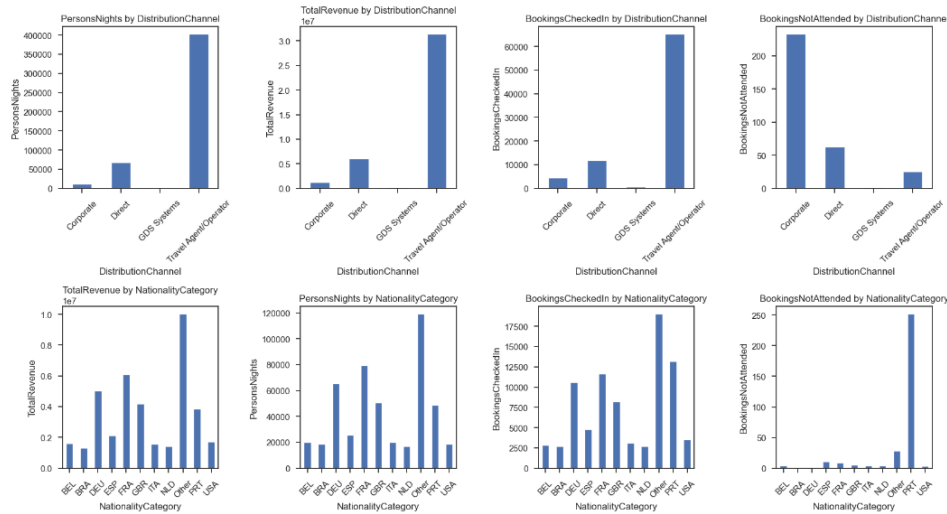 PersonsNights by DistributionChannel
400000
350000
300000
250000
200000
150000
100000
50000
0
PersonsNights
Corporate
Direct
GDS Systems
Travel Agent/Operator
DistributionChannel
TotalRevenue by DistributionChannel
1e7
3.0
2.5
2.0
1.5
1.0
0.5
0.0
TotalRevenue
Corporate
Direct
GDS Systems
Travel Agent/Operator
DistributionChannel
BookingsCheckedIn by DistributionChannel
60000
50000
40000
30000
20000
10000
0
BookingsCheckedIn
Corporate
Direct
GDS Systems
Travel Agent/Operator
DistributionChannel
BookingsNotAttended by DistributionChannel
200
150
100
50
0
BookingsNotAttended
Corporate
Direct
GDS Systems
Travel Agent/Operator
DistributionChannel
TotalRevenue by NationalityCategory
1e7
1.0
0.8
0.6
0.4
0.2
0.0
TotalRevenue
BEL
BRA
DEU
ESP
FRA
GBR
ITA
NLD
Other
PRT
USA
NationalityCategory
PersonsNights by NationalityCategory
120000
100000
80000
60000
40000
20000
0
PersonsNights
BEL
BRA
DEU
ESP
FRA
GBR
ITA
NLD
Other
PRT
USA
NationalityCategory
BookingsCheckedIn by NationalityCategory
17500
15000
12500
10000
7500
5000
2500
0
BookingsCheckedIn
BEL
BRA
DEU
ESP
FRA
GBR
ITA
NLD
Other
PRT
USA
NationalityCategory
BookingsNotAttended by NationalityCategory
250
200
150
100
50
0
BookingsNotAttended
BEL
BRA
DEU
ESP
FRA
GBR
ITA
NLD
Other
PRT
USA
NationalityCategory